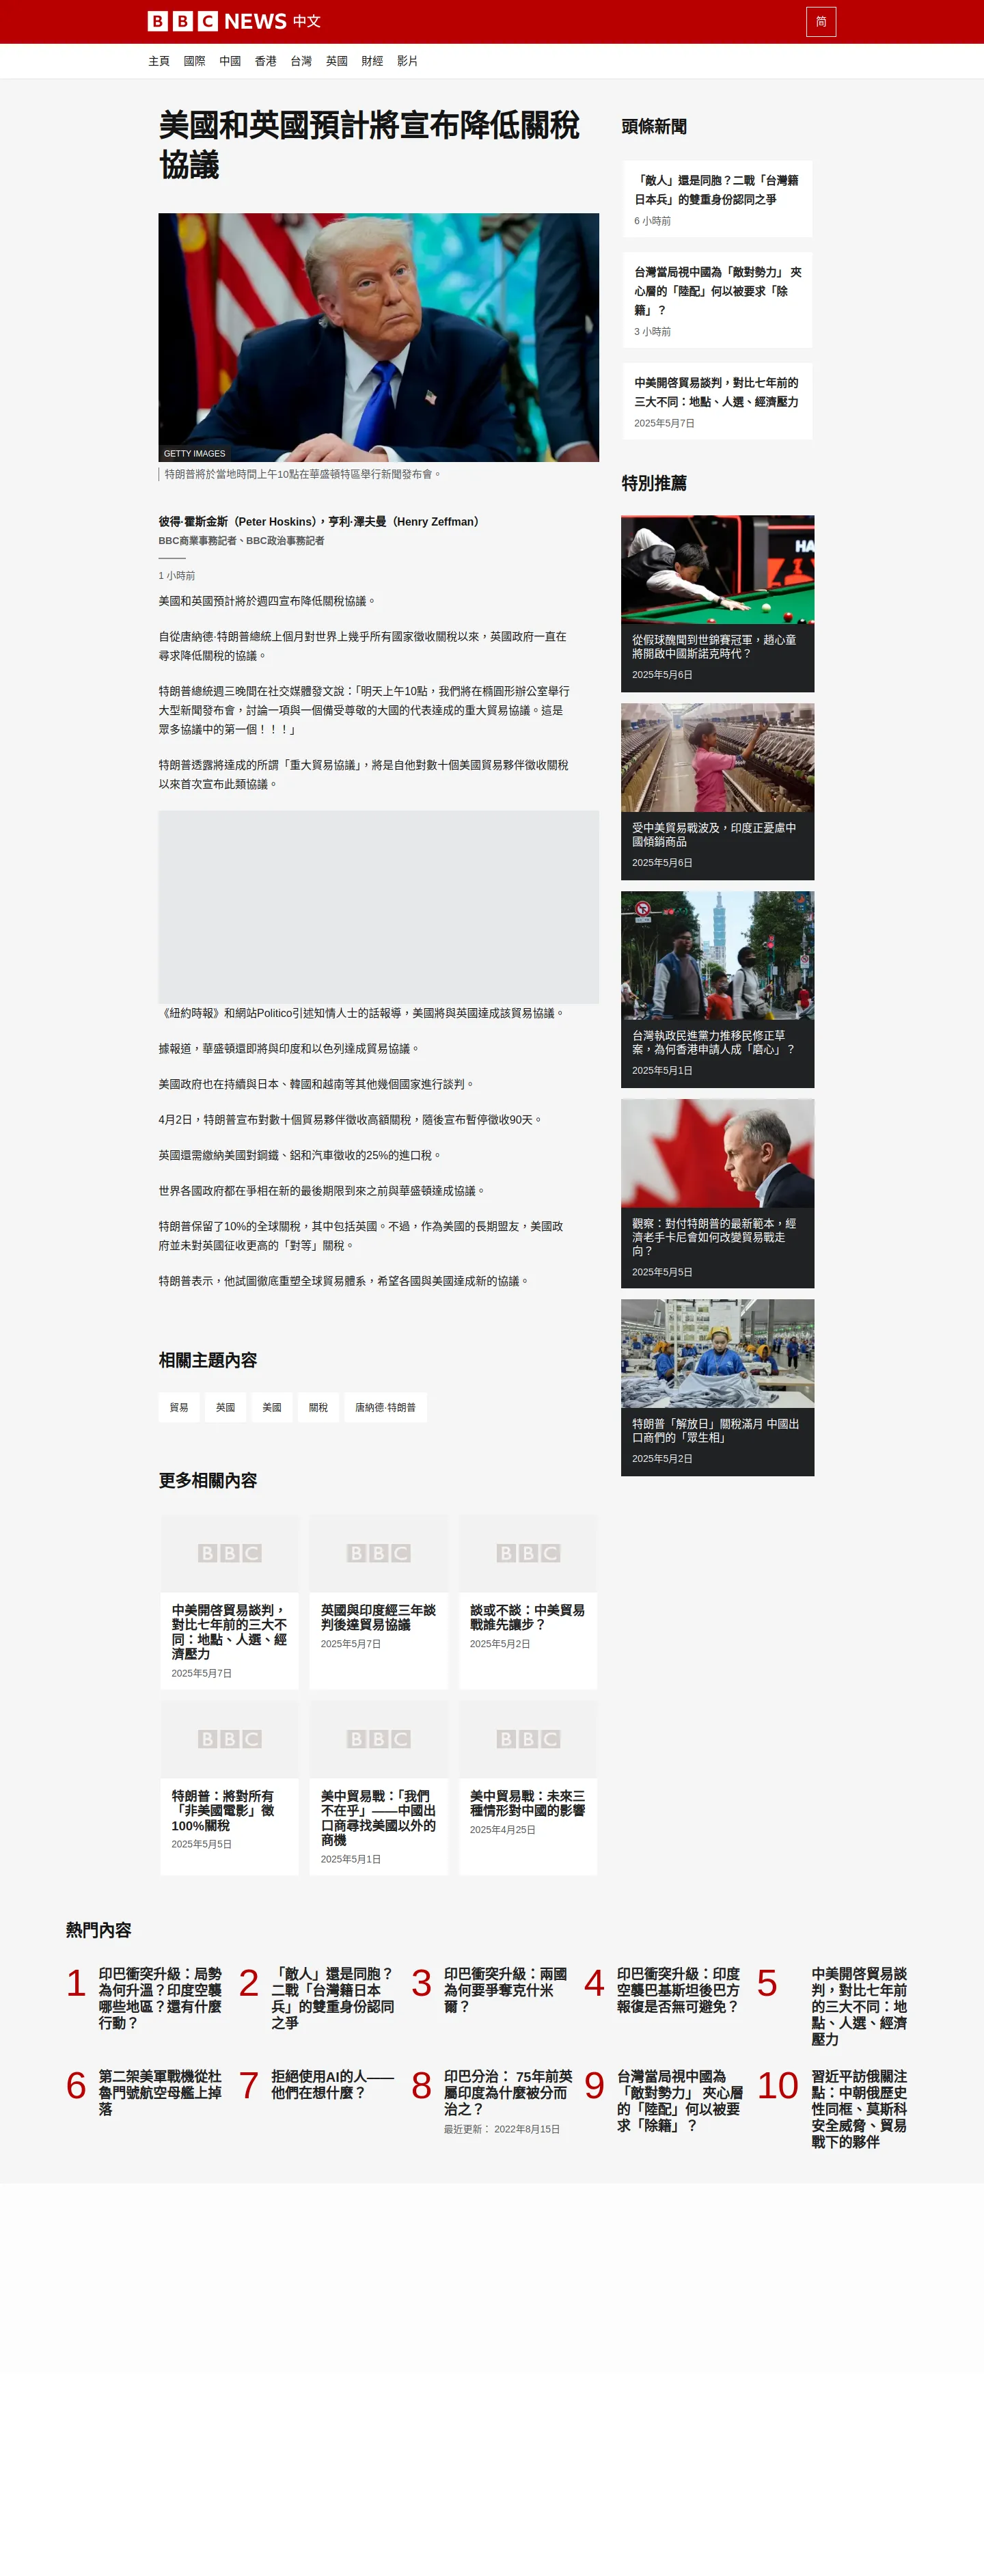 BBC NEWS 中文
简
主頁 國際 中國 香港 台灣 英國 財經 影片
美國和英國預計將宣布降低關稅
協議
GETTY IMAGES
特朗普將於當地時間上午10點在華盛頓特區舉行新聞發布會。
彼得·霍斯金斯（Peter Hoskins），亨利·澤夫曼（Henry Zeffman）
BBC商業事務記者、BBC政治事務記者
1 小時前
美國和英國預計將於週四宣布降低關稅協議。
自從唐納德·特朗普總統上個月對世界上幾乎所有國家徵收關稅以來，英國政府一直在
尋求降低關稅的協議。
特朗普總統週三晚間在社交媒體發文說：「明天上午10點，我們將在橢圓形辦公室舉行
大型新聞發布會，討論一項與一個備受尊敬的大國的代表達成的重大貿易協議。這是
眾多協議中的第一個！！！」
特朗普透露將達成的所謂「重大貿易協議」，將是自他對數十個美國貿易夥伴徵收關稅
以來首次宣布此類協議。
《紐約時報》和網站Politico引述知情人士的話報導，美國將與英國達成該貿易協議。
據報道，華盛頓還即將與印度和以色列達成貿易協議。
美國政府也在持續與日本、韓國和越南等其他幾個國家進行談判。
4月2日，特朗普宣布對數十個貿易夥伴徵收高額關稅，隨後宣布暫停徵收90天。
英國還需繳納美國對鋼鐵、鋁和汽車徵收的25%的進口稅。
世界各國政府都在爭相在新的最後期限到來之前與華盛頓達成協議。
特朗普保留了10%的全球關稅，其中包括英國。不過，作為美國的長期盟友，美國政
府並未對英國征收更高的「對等」關稅。
特朗普表示，他試圖徹底重塑全球貿易體系，希望各國與美國達成新的協議。
相關主題內容
貿易 英國 美國 關稅 唐納德·特朗普
更多相關內容
BBC
中美開啓貿易談判，
對比七年前的三大不
同：地點、人選、經
濟壓力
2025年5月7日
BBC
英國與印度經三年談
判後達貿易協議
2025年5月7日
BBC
談或不談：中美貿易
戰誰先讓步？
2025年5月2日
BBC
特朗普：將對所有
「非美國電影」徵
100%關稅
2025年5月5日
BBC
美中貿易戰：「我們
不在乎」——中國出
口商尋找美國以外的
商機
2025年5月1日
BBC
美中貿易戰：未來三
種情形對中國的影響
2025年4月25日
頭條新聞
「敵人」還是同胞？二戰「台灣籍
日本兵」的雙重身份認同之爭
6 小時前
台灣當局視中國為「敵對勢力」 夾
心層的「陸配」何以被要求「除
籍」？
3 小時前
中美開啓貿易談判，對比七年前的
三大不同：地點、人選、經濟壓力
2025年5月7日
特別推薦
HA
從假球醜聞到世錦賽冠軍，趙心童
將開啟中國斯諾克時代？
2025年5月6日
受中美貿易戰波及，印度正憂慮中
國傾銷商品
2025年5月6日
台灣執政民進黨力推移民修正草
案，為何香港申請人成「磨心」？
2025年5月1日
觀察：對付特朗普的最新範本，經
濟老手卡尼會如何改變貿易戰走
向？
2025年5月5日
特朗普「解放日」關稅滿月 中國出
口商們的「眾生相」
2025年5月2日
熱門內容
1
印巴衝突升級：局勢
為何升溫？印度空襲
哪些地區？還有什麼
行動？
2
「敵人」還是同胞？
二戰「台灣籍日本
兵」的雙重身份認同
之爭
3
印巴衝突升級：兩國
為何要爭奪克什米
爾？
4
印巴衝突升級：印度
空襲巴基斯坦後巴方
報復是否無可避免？
5
中美開啓貿易談
判，對比七年前
的三大不同：地
點、人選、經濟
壓力
6
第二架美軍戰機從杜
魯門號航空母艦上掉
落
7
拒絕使用AI的人——
他們在想什麼？
8
印巴分治： 75年前英
屬印度為什麼被分而
治之？
最近更新： 2022年8月15日
9
台灣當局視中國為
「敵對勢力」 夾心層
的「陸配」何以被要
求「除籍」？
10
習近平訪俄關注
點：中朝俄歷史
性同框、莫斯科
安全威脅、貿易
戰下的夥伴